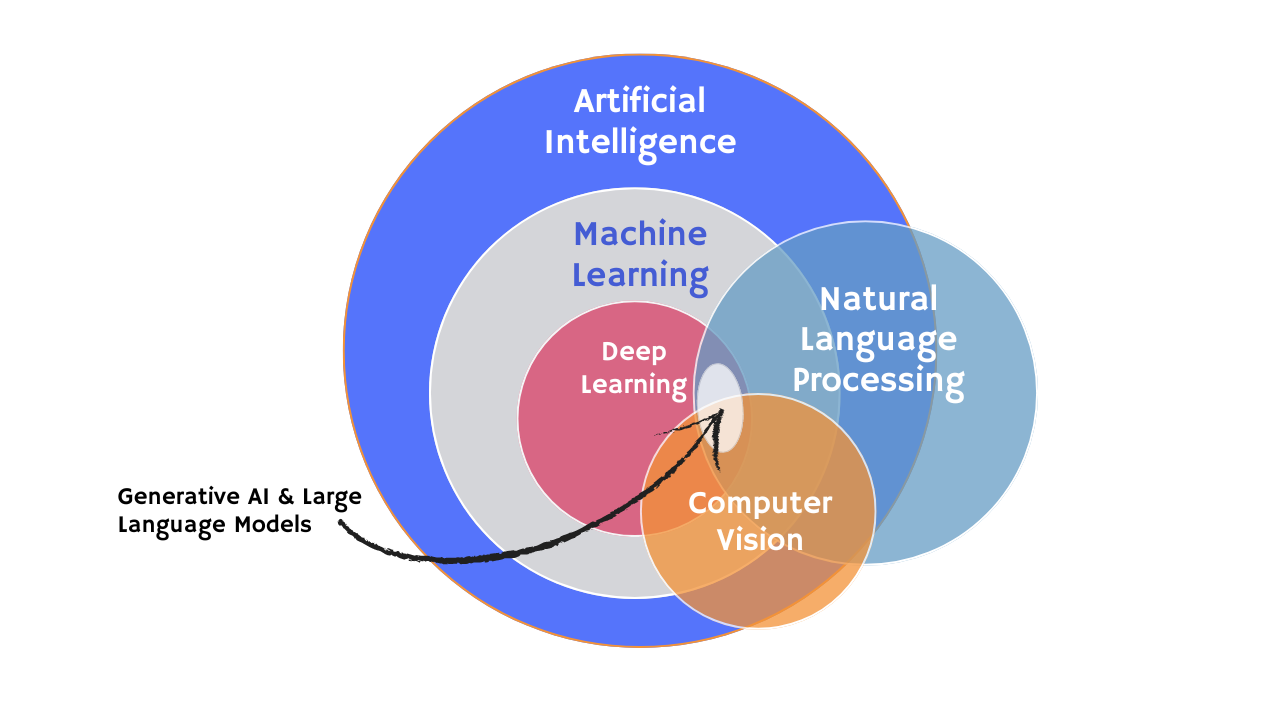 Artificial
Intelligence
Machine
Learning
Natural
Language
Processing
Deep
Learning
Generative AI & Large
Language Models
Computer
Vision